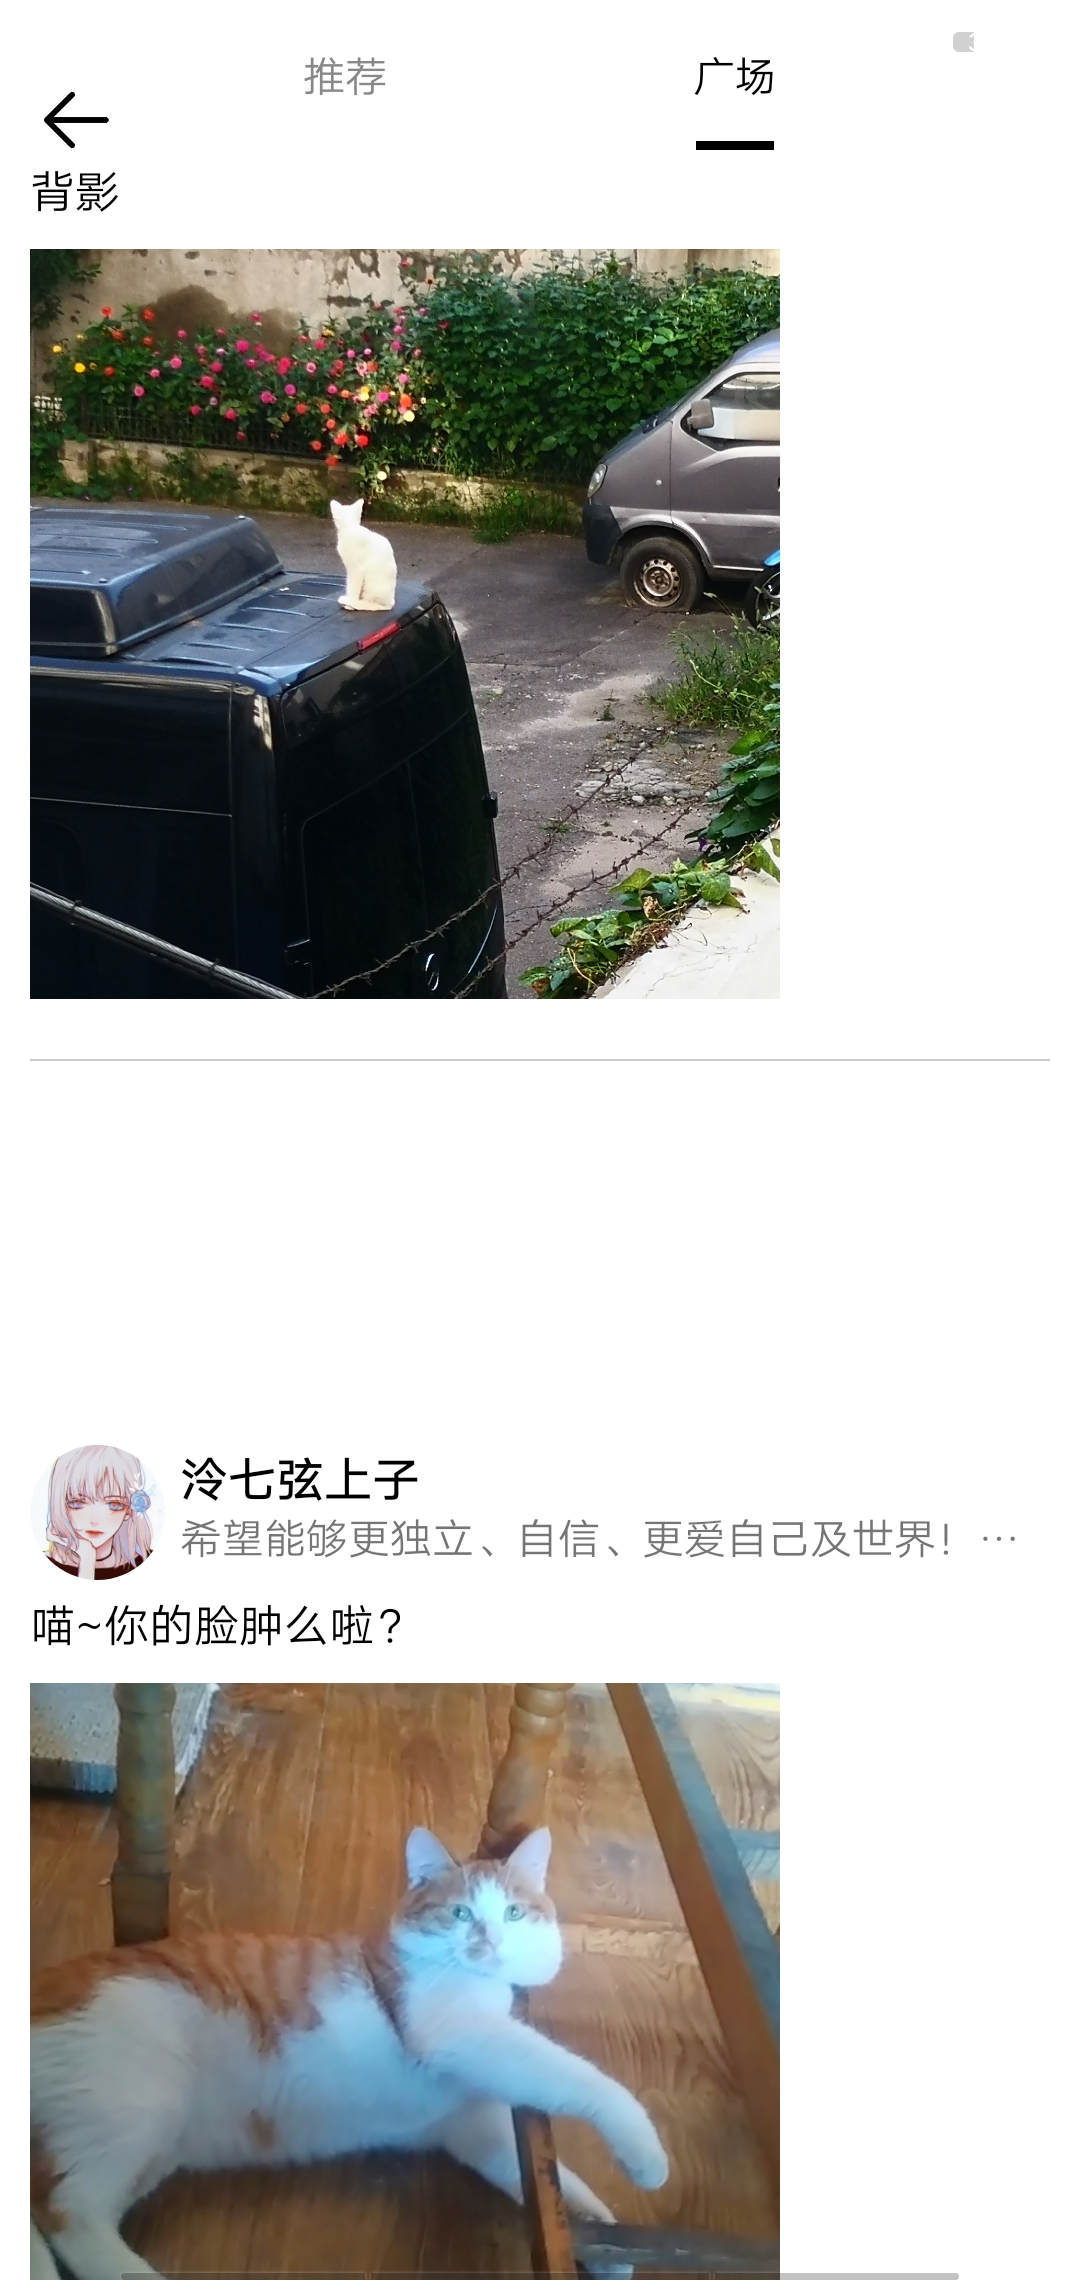 推荐
广场
背影
泠七弦上子
希望能够更独立、自信、更爱自己及世界！ …
喵~你的脸肿么啦？